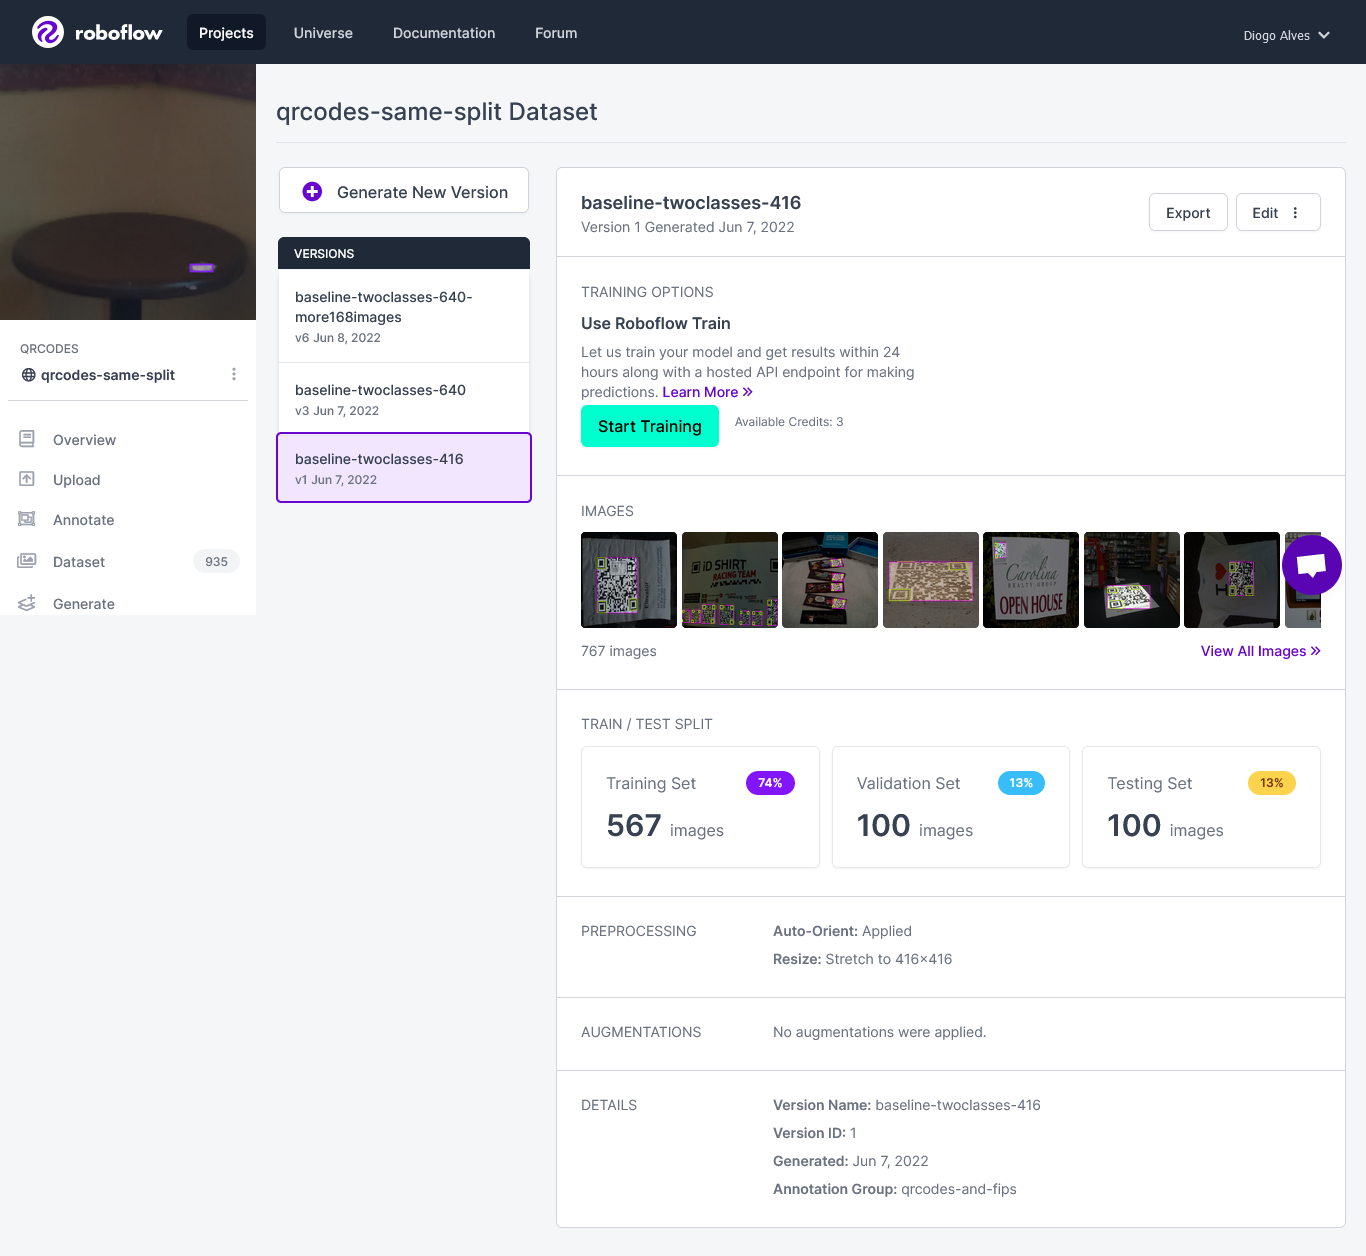 roboflow
Projects
Universe
Documentation
Forum
Diogo Alves
qrcodes-same-split Dataset
QRCODES
qrcodes-same-split
Overview
Upload
Annotate
Dataset
935
Generate
Generate New Version
VERSIONS
baseline-twoclasses-640-
more168images
v6 Jun 8, 2022
baseline-twoclasses-640
v3 Jun 7, 2022
baseline-twoclasses-416
v1 Jun 7, 2022
baseline-twoclasses-416
Version 1 Generated Jun 7, 2022
Export
Edit
TRAINING OPTIONS
Use Roboflow Train
Let us train your model and get results within 24
hours along with a hosted API endpoint for making
predictions. Learn More »
Start Training
Available Credits: 3
IMAGES
iD SHIRT
RACING TEAM
Carolina
REALTY GROUP
OPEN HOUSE
I
767 images
View All Images »
TRAIN / TEST SPLIT
Training Set
74%
567 images
Validation Set
13%
100 images
Testing Set
13%
100 images
PREPROCESSING
Auto-Orient: Applied
Resize: Stretch to 416×416
AUGMENTATIONS
No augmentations were applied.
DETAILS
Version Name: baseline-twoclasses-416
Version ID: 1
Generated: Jun 7, 2022
Annotation Group: qrcodes-and-fips